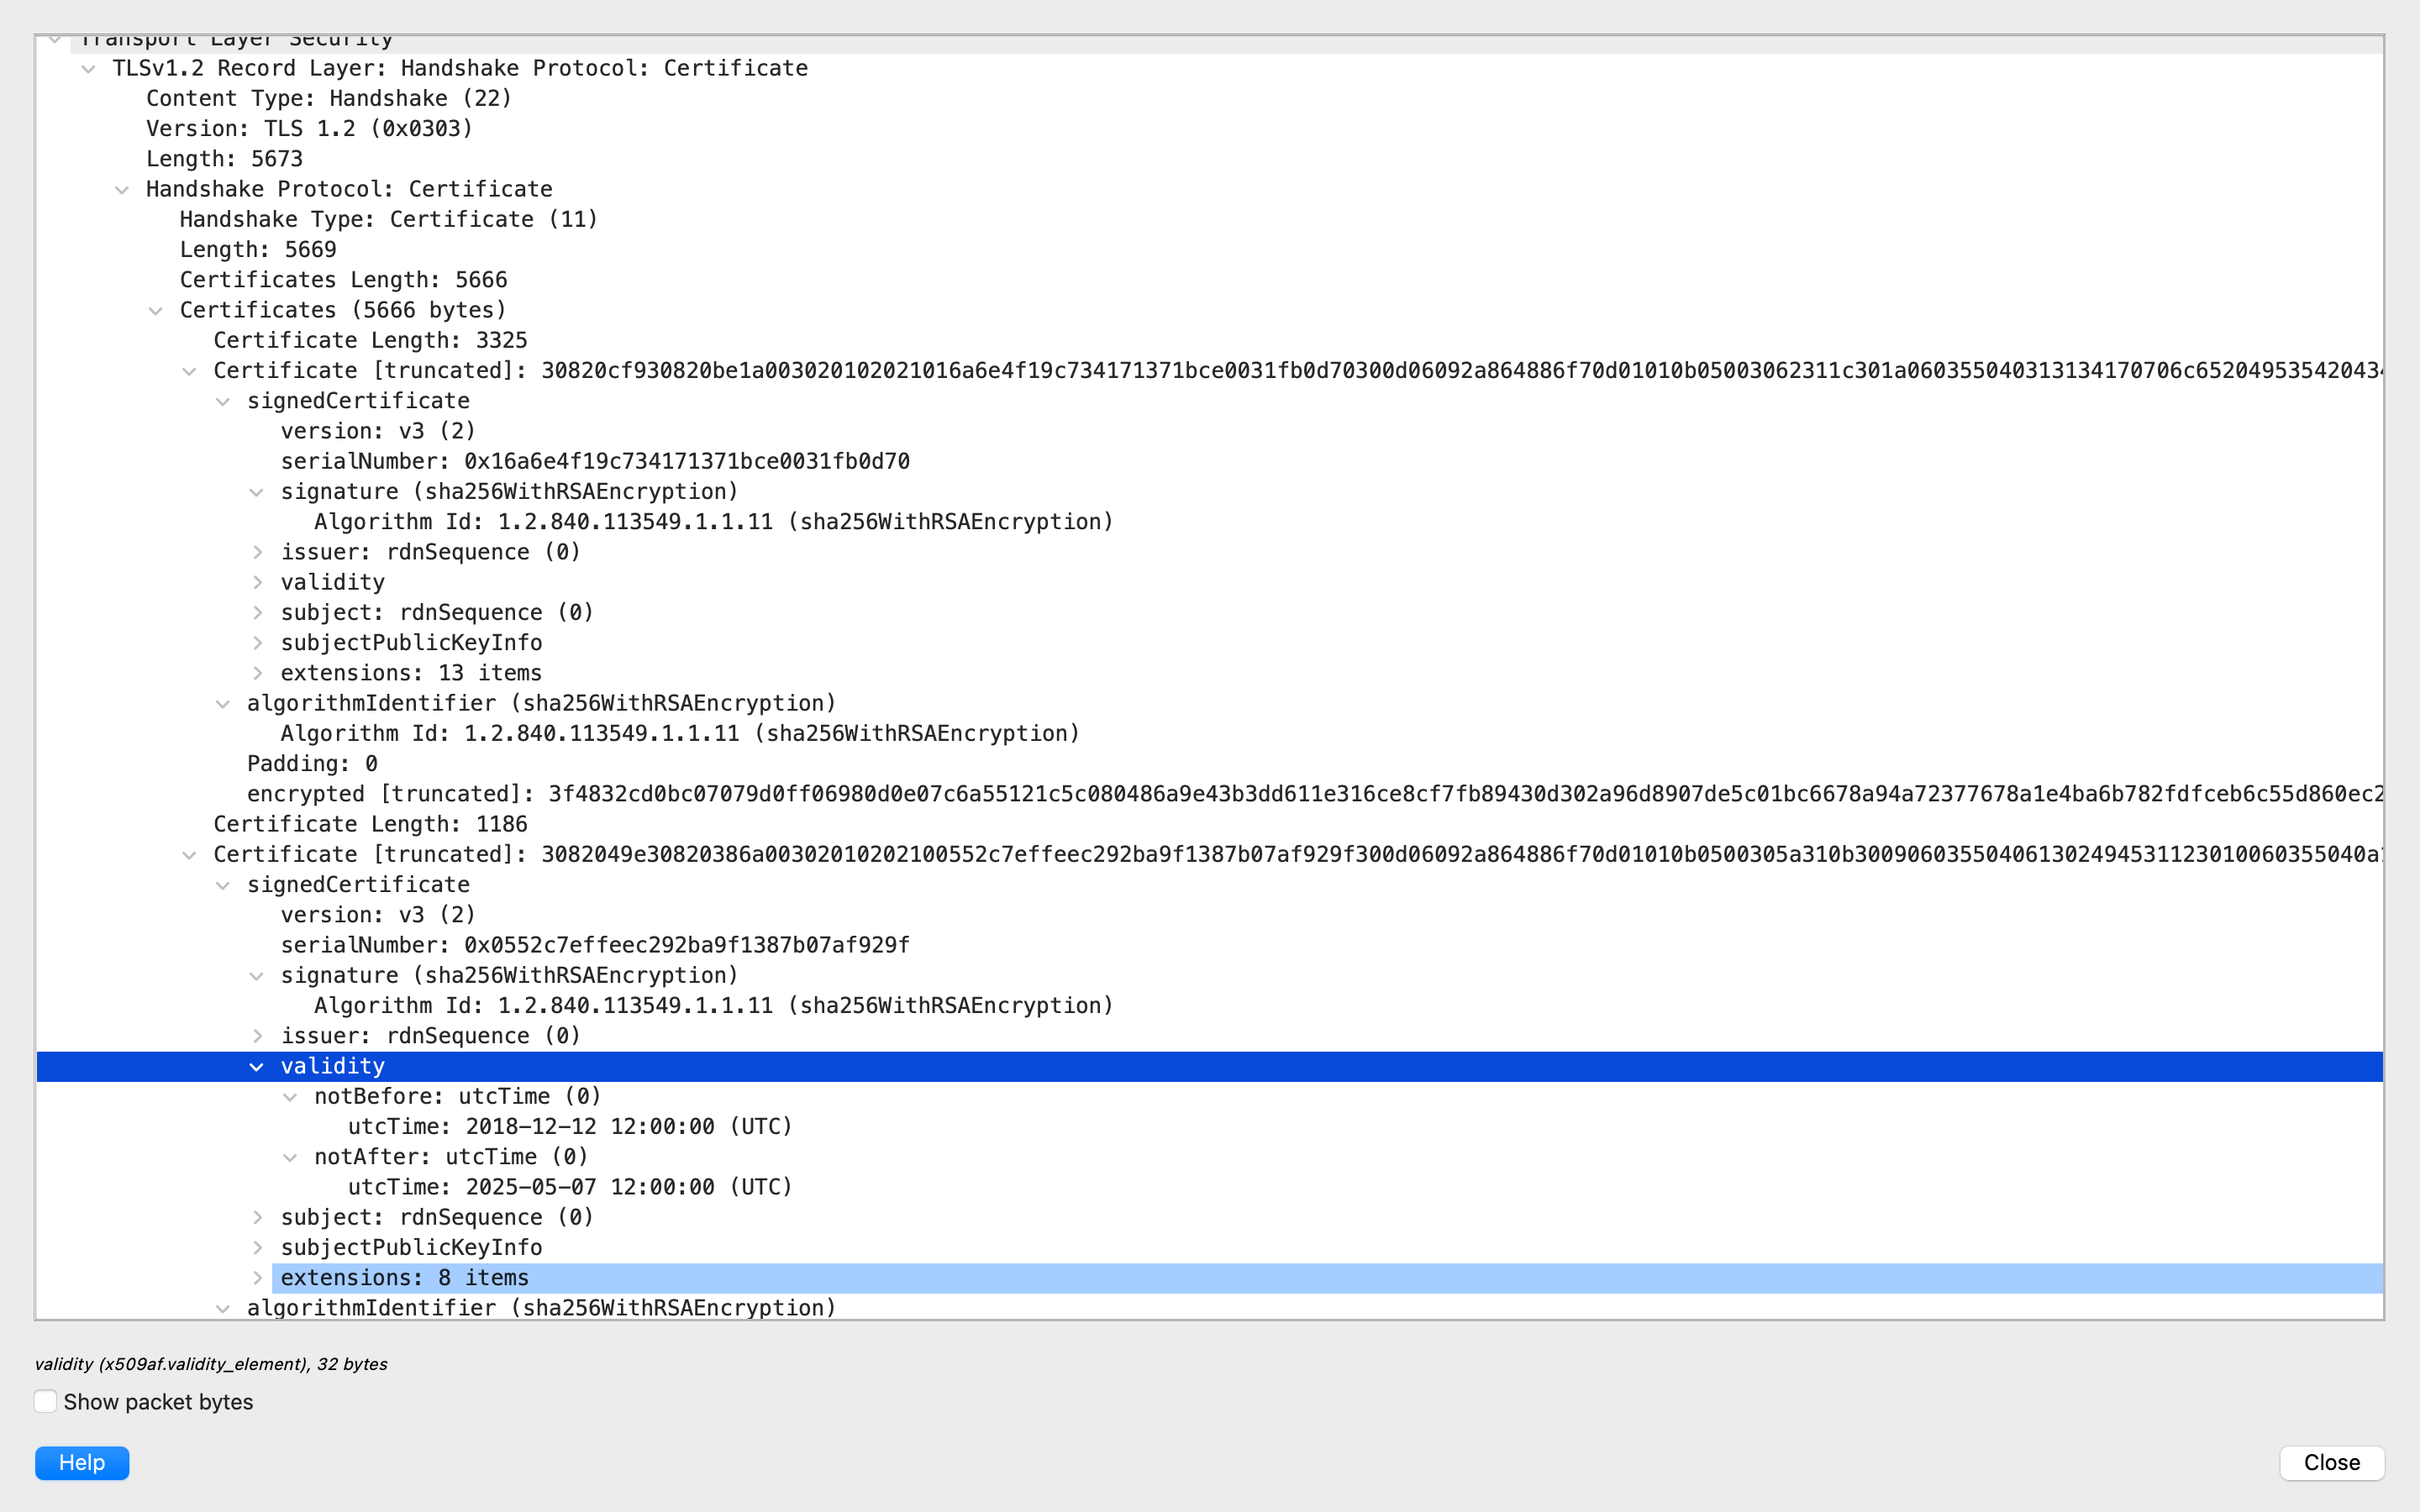 Transport Layer Security
TLSv1.2 Record Layer: Handshake Protocol: Certificate
Content Type: Handshake (22)
Version: TLS 1.2 (0x0303)
Length: 5673
Handshake Protocol: Certificate
Handshake Type: Certificate (11)
Length: 5669
Certificates Length: 5666
Certificates (5666 bytes)
Certificate Length: 3325
Certificate [truncated]: 30820cf930820be1a003020102021016a6e4f19c734171371bce0031fb0d70300d06092a864886f70d01010b05003062311c301a060355040313134170706c65204953542043
signedCertificate
version: v3 (2)
serialNumber: 0x16a6e4f19c734171371bce0031fb0d70
signature (sha256WithRSAEncryption)
Algorithm Id: 1.2.840.113549.1.1.11 (sha256WithRSAEncryption)
issuer: rdnSequence (0)
validity
subject: rdnSequence (0)
subjectPublicKeyInfo
extensions: 13 items
algorithmIdentifier (sha256WithRSAEncryption)
Algorithm Id: 1.2.840.113549.1.1.11 (sha256WithRSAEncryption)
Padding: 0
encrypted [truncated]: 3f4832cd0bc07079d0ff06980d0e07c6a55121c5c080486a9e43b3dd611e316ce8cf7fb89430d302a96d8907de5c01bc6678a94a72377678a1e4ba6b782fdfceb6c55d860ec2
Certificate Length: 1186
Certificate [truncated]: 3082049e30820386a00302010202100552c7effeec292ba9f1387b07af929f300d06092a864886f70d01010b0500305a310b300906035504061302494531123010060355040a
signedCertificate
version: v3 (2)
serialNumber: 0x0552c7effeec292ba9f1387b07af929f
signature (sha256WithRSAEncryption)
Algorithm Id: 1.2.840.113549.1.1.11 (sha256WithRSAEncryption)
issuer: rdnSequence (0)
validity
notBefore: utcTime (0)
utcTime: 2018-12-12 12:00:00 (UTC)
notAfter: utcTime (0)
utcTime: 2025-05-07 12:00:00 (UTC)
subject: rdnSequence (0)
subjectPublicKeyInfo
extensions: 8 items
algorithmIdentifier (sha256WithRSAEncryption)
validity (x509af.validity_element), 32 bytes
Show packet bytes
Help
Close